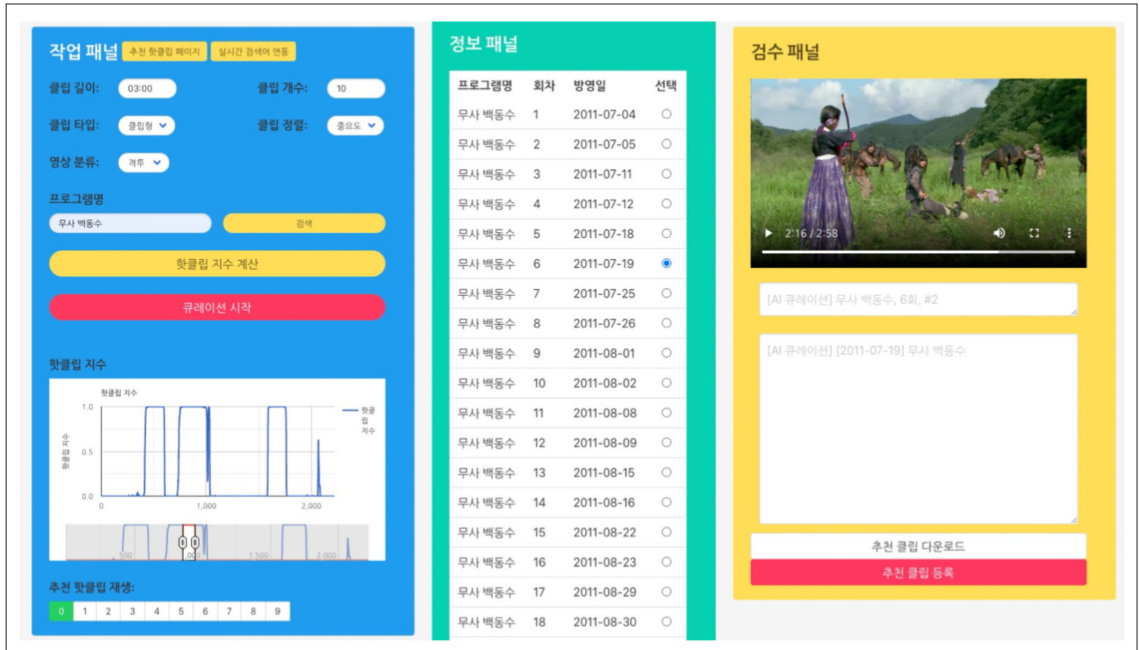 작업 패널 추천 핫클립 페이지 실시간 검색어 연동
클립 길이: 03:00 클립 개수: 10
클립 타입: 클립형 클립 정렬: 중요도
영상 분류: 격투
프로그램명
무사 백동수 검색
핫클립 지수 계산
큐레이션 시작
핫클립 지수
핫클립 지수
핫클립 지수
1.0
0.5
0.0
핫클
립
지수
0 1,000 2,000
500 1,500 2,000
추천 핫클립 재생:
0 1 2 3 4 5 6 7 8 9
정보 패널
프로그램명 회차 방영일 선택
무사 백동수 1 2011-07-04
무사 백동수 2 2011-07-05
무사 백동수 3 2011-07-11
무사 백동수 4 2011-07-12
무사 백동수 5 2011-07-18
무사 백동수 6 2011-07-19
무사 백동수 7 2011-07-25
무사 백동수 8 2011-07-26
무사 백동수 9 2011-08-01
무사 백동수 10 2011-08-02
무사 백동수 11 2011-08-08
무사 백동수 12 2011-08-09
무사 백동수 13 2011-08-15
무사 백동수 14 2011-08-16
무사 백동수 15 2011-08-22
무사 백동수 16 2011-08-23
무사 백동수 17 2011-08-29
무사 백동수 18 2011-08-30
검수 패널
2:16 / 2:58
[AI 큐레이션] 무사 백동수, 6회, #2
[AI 큐레이션] [2011-07-19] 무사 백동수
추천 클립 다운로드
추천 클립 등록